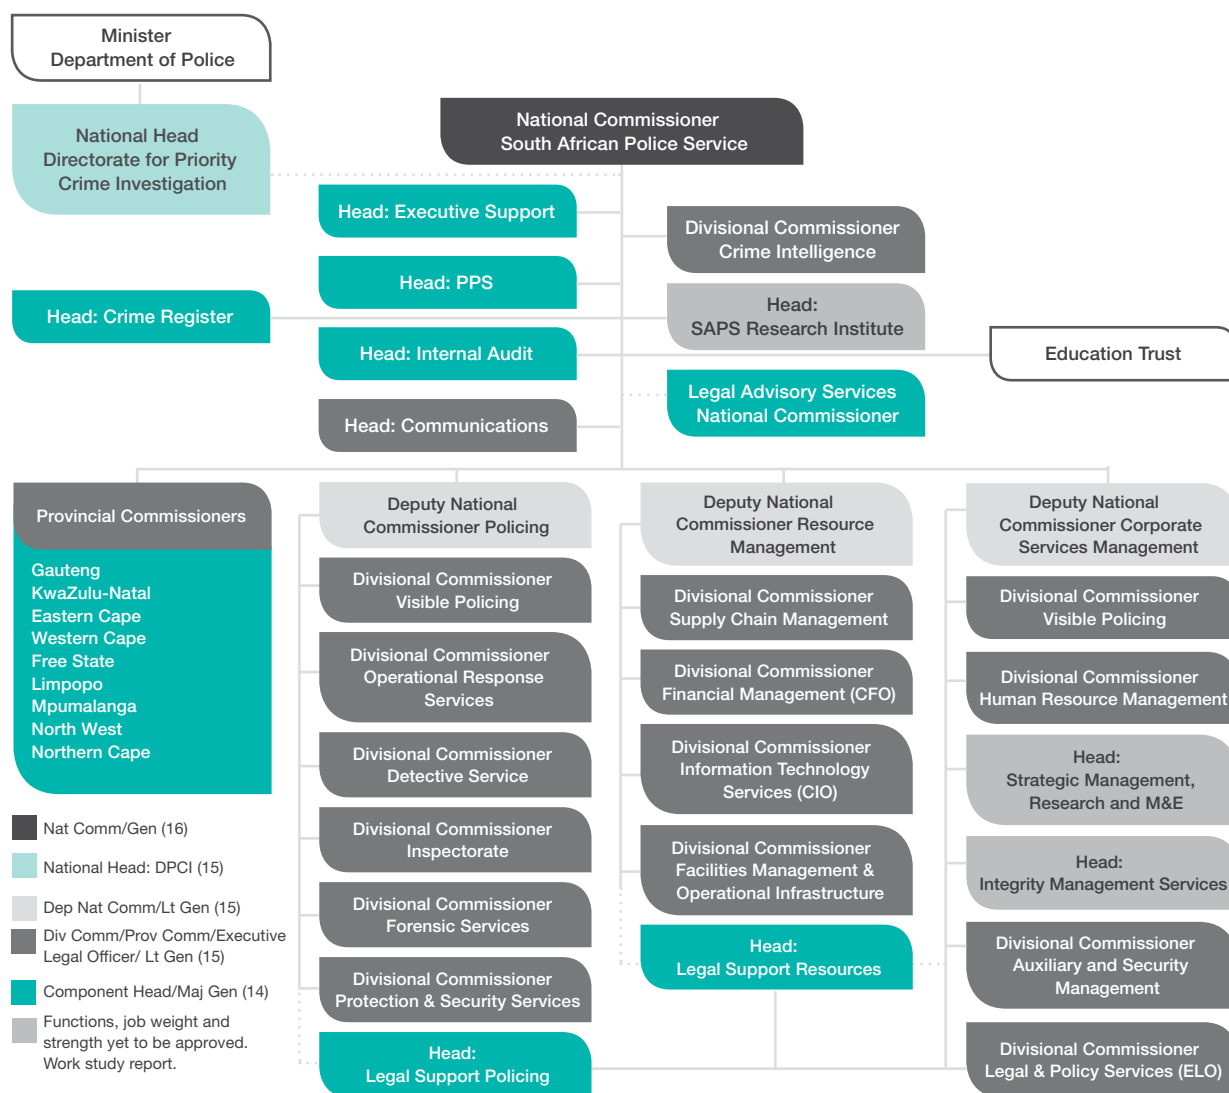 Minister
Department of Police
National Head
Directorate for Priority
Crime Investigation
National Commissioner
South African Police Service
Head: Executive Support
Divisional Commissioner
Crime Intelligence
Head: PPS
Head: Crime Register
Head:
SAPS Research Institute
Head: Internal Audit
Education Trust
Legal Advisory Services
National Commissioner
Head: Communications
Provincial Commissioners
Gauteng
KwaZulu-Natal
Eastern Cape
Western Cape
Free State
Limpopo
Mpumalanga
North West
Northern Cape
Deputy National
Commissioner Policing
Divisional Commissioner
Visible Policing
Divisional Commissioner
Operational Response
Services
Divisional Commissioner
Detective Service
Divisional Commissioner
Inspectorate
Divisional Commissioner
Forensic Services
Divisional Commissioner
Protection & Security Services
Head:
Legal Support Policing
Deputy National
Commissioner Resource
Management
Divisional Commissioner
Supply Chain Management
Divisional Commissioner
Financial Management (CFO)
Divisional Commissioner
Information Technology
Services (CIO)
Divisional Commissioner
Facilities Management &
Operational Infrastructure
Head:
Legal Support Resources
Deputy National
Commissioner Corporate
Services Management
Divisional Commissioner
Visible Policing
Divisional Commissioner
Human Resource Management
Head:
Strategic Management,
Research and M&E
Head:
Integrity Management Services
Divisional Commissioner
Auxiliary and Security
Management
Divisional Commissioner
Legal & Policy Services (ELO)
Nat Comm/Gen (16)
National Head: DPCI (15)
Dep Nat Comm/Lt Gen (15)
Div Comm/Prov Comm/Executive
Legal Officer/ Lt Gen (15)
Component Head/Maj Gen (14)
Functions, job weight and
strength yet to be approved.
Work study report.